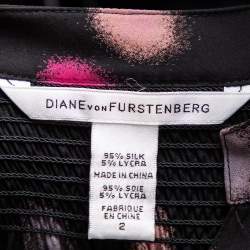 DIANE VON FURSTENBERG
95% SILK
5% LYCRA
MADE IN CHINA
95% SOIE
5% LYCRA
FABRIQUE
EN CHINE
2